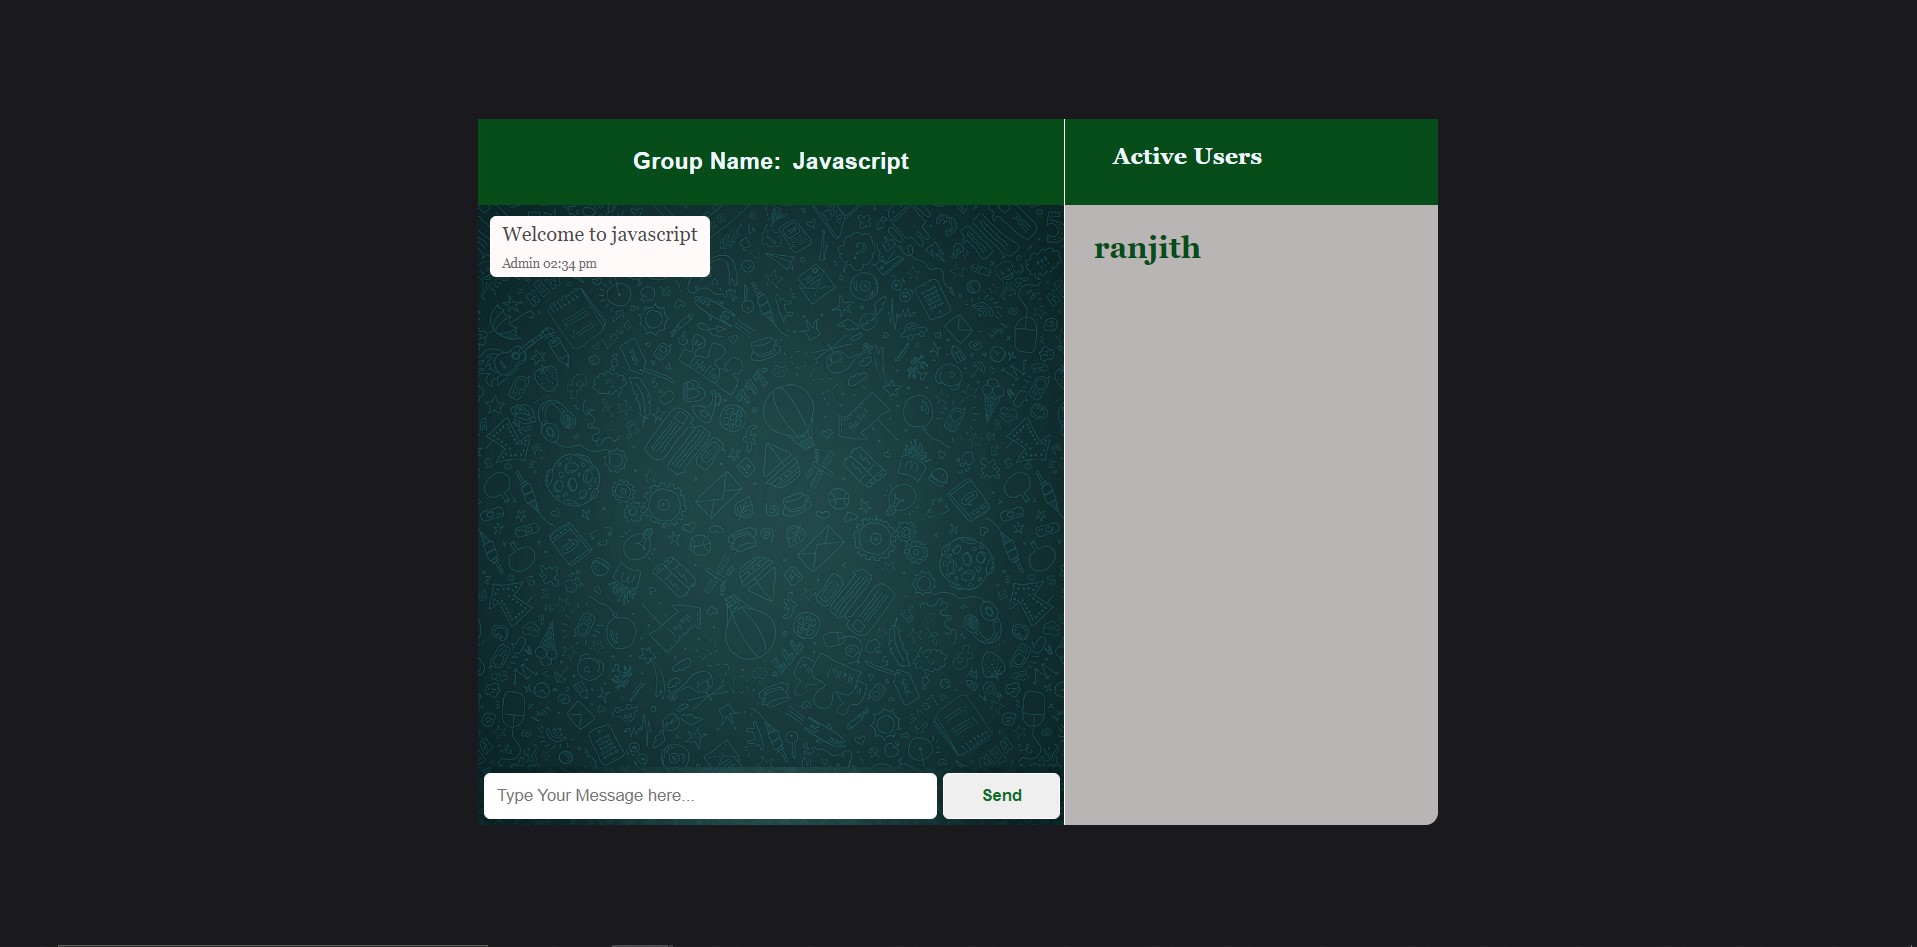 Group Name: Javascript
Active Users
Welcome to javascript
Admin 02:34 pm
ranjith
Type Your Message here...
Send